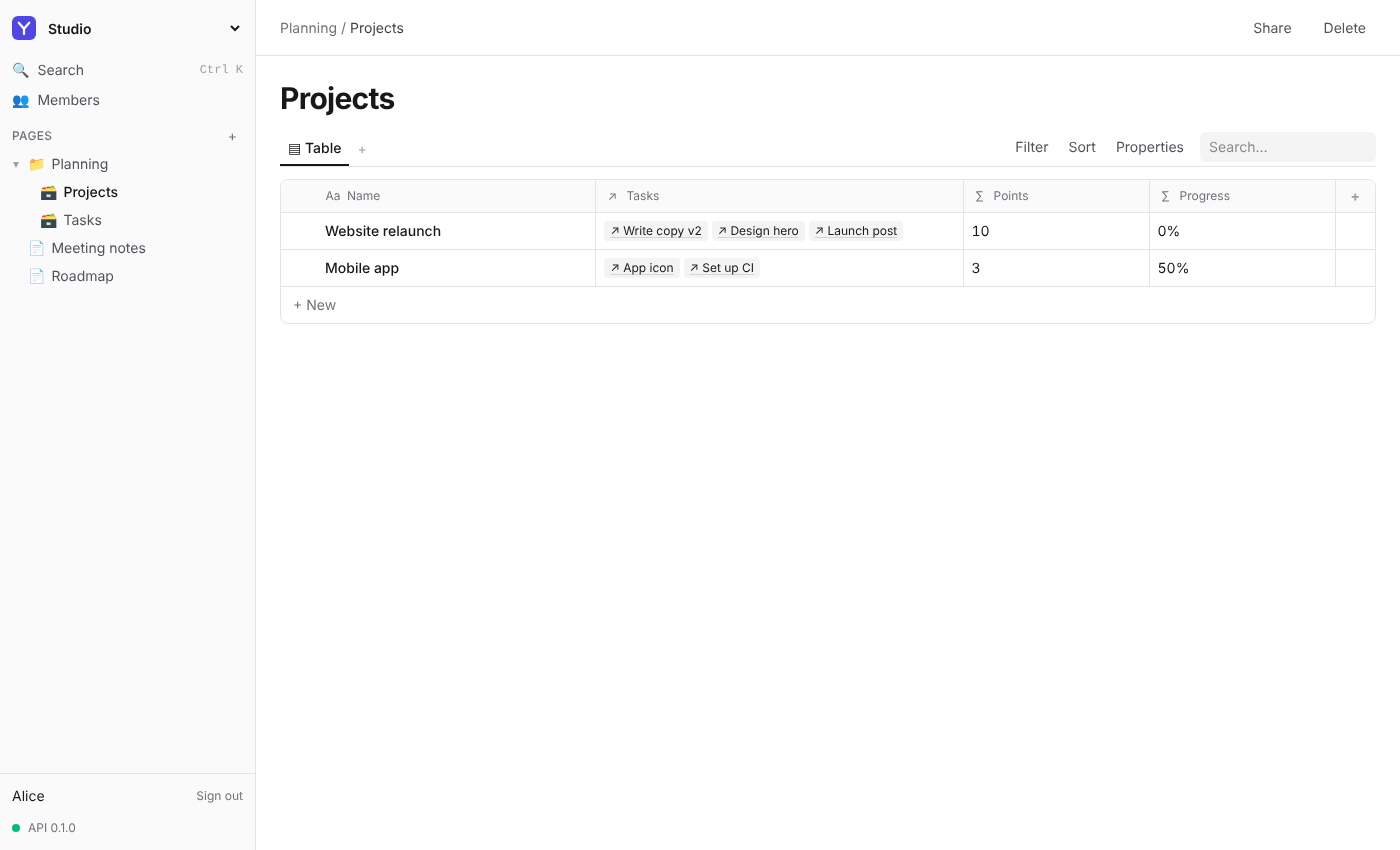 Studio
Search Ctrl K
Members
PAGES +
Planning
Projects
Tasks
Meeting notes
Roadmap
Alice Sign out
API 0.1.0
Planning / Projects Share Delete
Projects
Table + Filter Sort Properties Search...
Aa Name ↗ Tasks Σ Points Σ Progress +
Website relaunch ↗ Write copy v2 ↗ Design hero ↗ Launch post 10 0%
Mobile app ↗ App icon ↗ Set up CI 3 50%
+ New